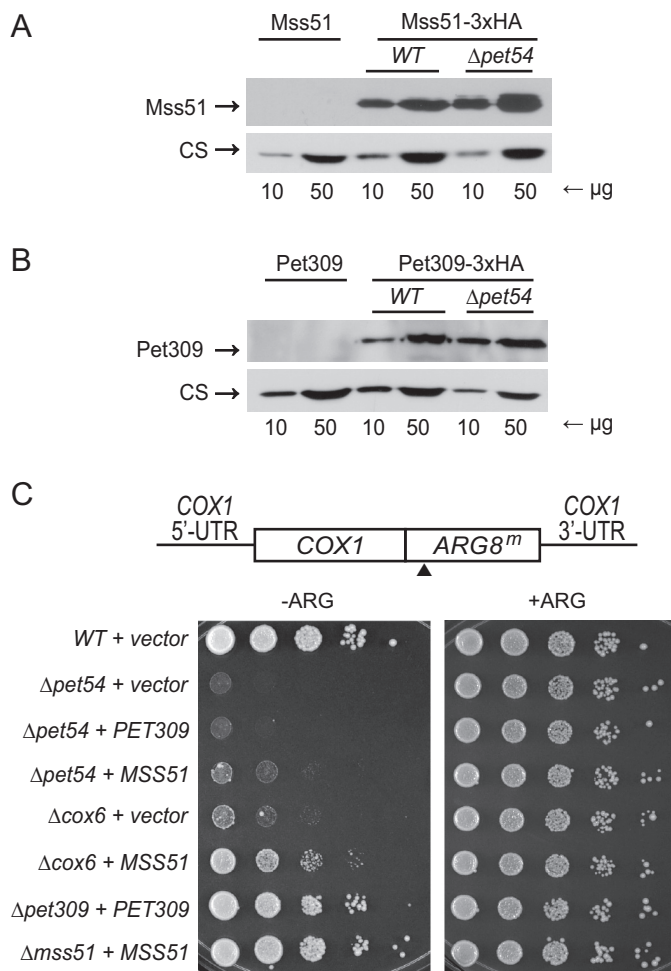 A
Mss51 Mss51-3xHA
WT Δpet54
Mss51 →
CS →
10 50 10 50 10 50 ← µg
B
Pet309 Pet309-3xHA
WT Δpet54
Pet309 →
CS →
10 50 10 50 10 50 ← µg
C
COX1 5'-UTR
COX1 ARG8m
COX1 3'-UTR
-ARG +ARG
WT + vector
Δpet54 + vector
Δpet54 + PET309
Δpet54 + MSS51
Δcox6 + vector
Δcox6 + MSS51
Δpet309 + PET309
Δmss51 + MSS51